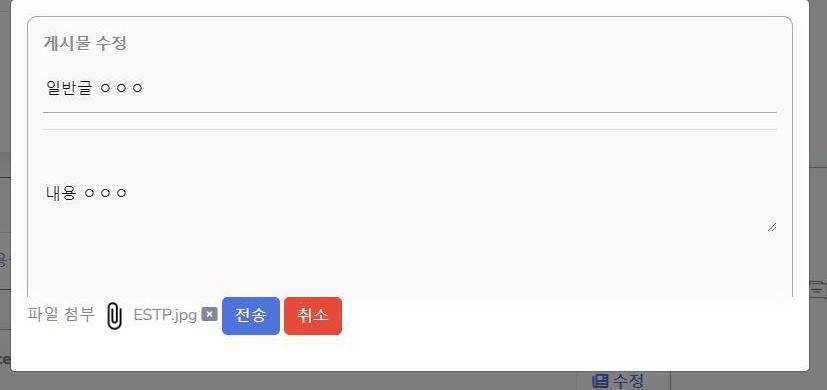 게시물 수정
일반글 ㅇㅇㅇ
내용 ㅇㅇㅇ
파일 첨부 ESTP.jpg 전송 취소
수정